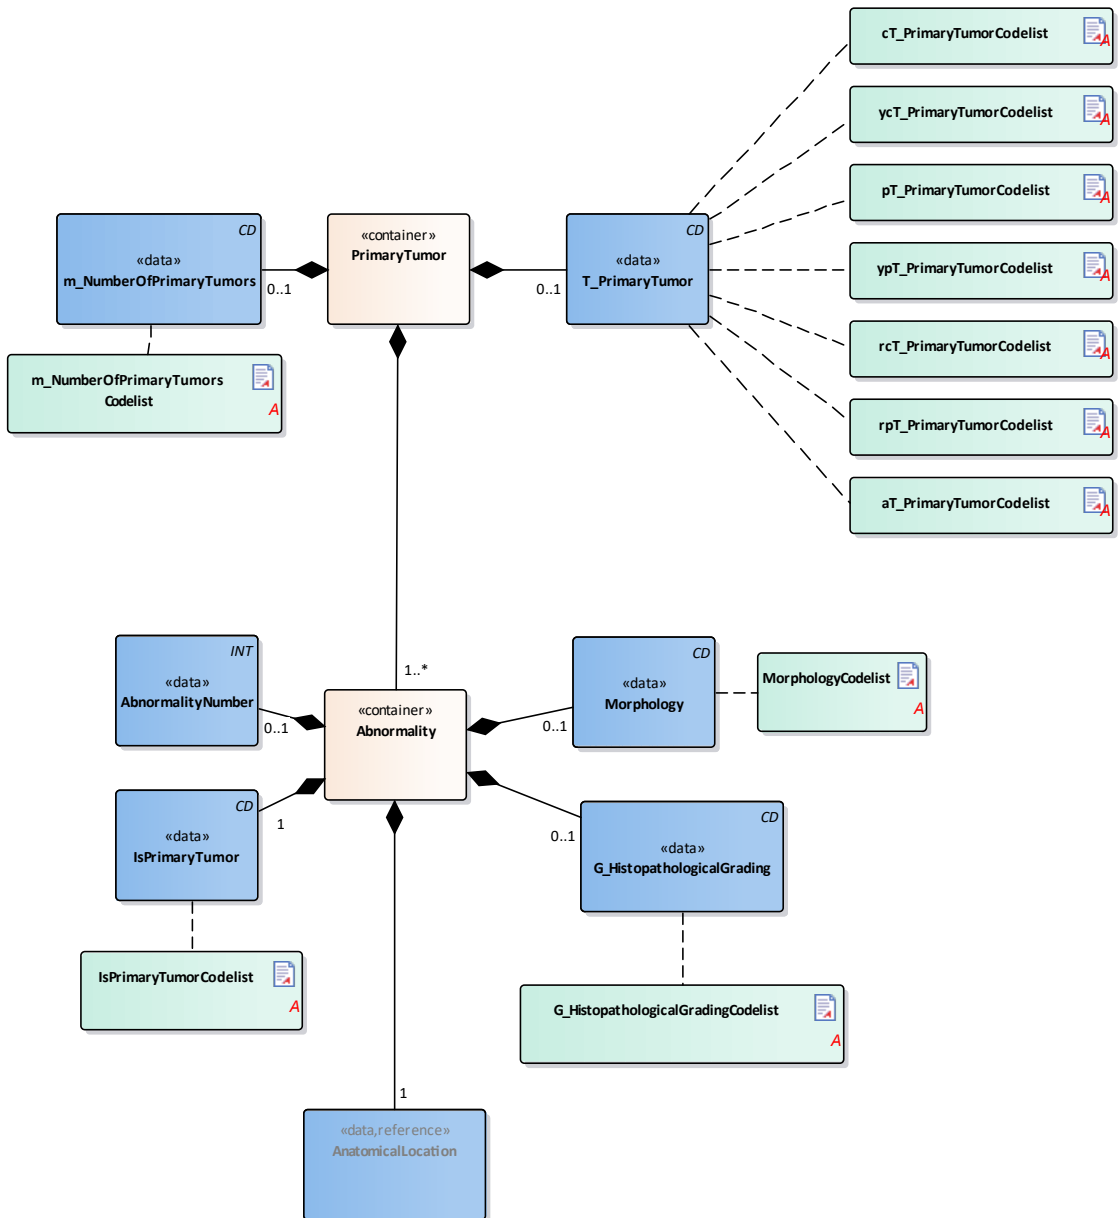 cT_PrimaryTumorCodelist
A
ycT_PrimaryTumorCodelist
A
pT_PrimaryTumorCodelist
A
ypT_PrimaryTumorCodelist
A
rcT_PrimaryTumorCodelist
A
rpT_PrimaryTumorCodelist
A
aT_PrimaryTumorCodelist
A
CD
«data»
m_NumberOfPrimaryTumors
0..1
«container»
PrimaryTumor
0..1
CD
«data»
T_PrimaryTumor
m_NumberOfPrimaryTumors
Codelist
A
1..*
INT
«data»
AbnormalityNumber
0..1
«container»
Abnormality
0..1
CD
«data»
Morphology
MorphologyCodelist
A
CD
«data»
IsPrimaryTumor
1
0..1
CD
«data»
G_HistopathologicalGrading
IsPrimaryTumorCodelist
A
G_HistopathologicalGradingCodelist
A
1
«data,reference»
AnatomicalLocation